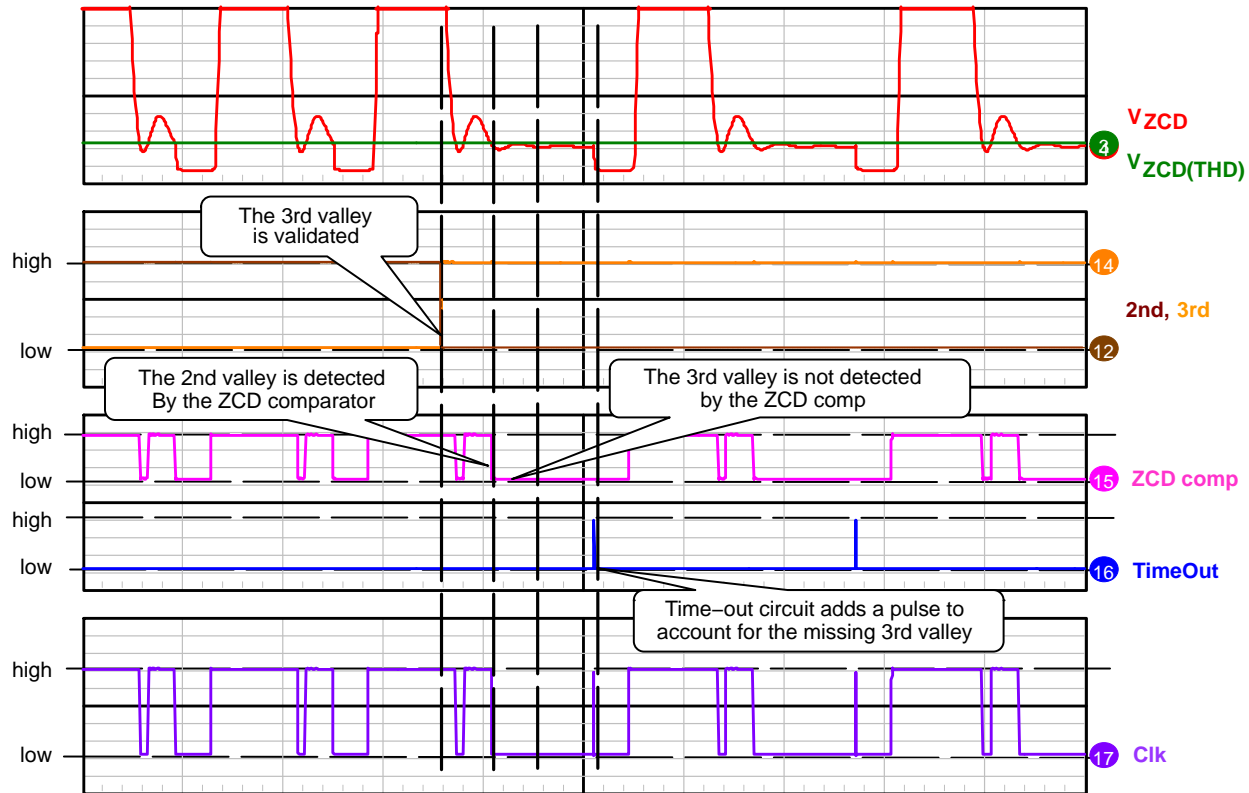 VZCD
3
4
VZCD(THD)
The 3rd valley
is validated
high
14
2nd, 3rd
low
12
The 2nd valley is detected
By the ZCD comparator
The 3rd valley is not detected
by the ZCD comp
high
low
15
ZCD comp
high
low
16
TimeOut
Time−out circuit adds a pulse to
account for the missing 3rd valley
high
low
17
Clk